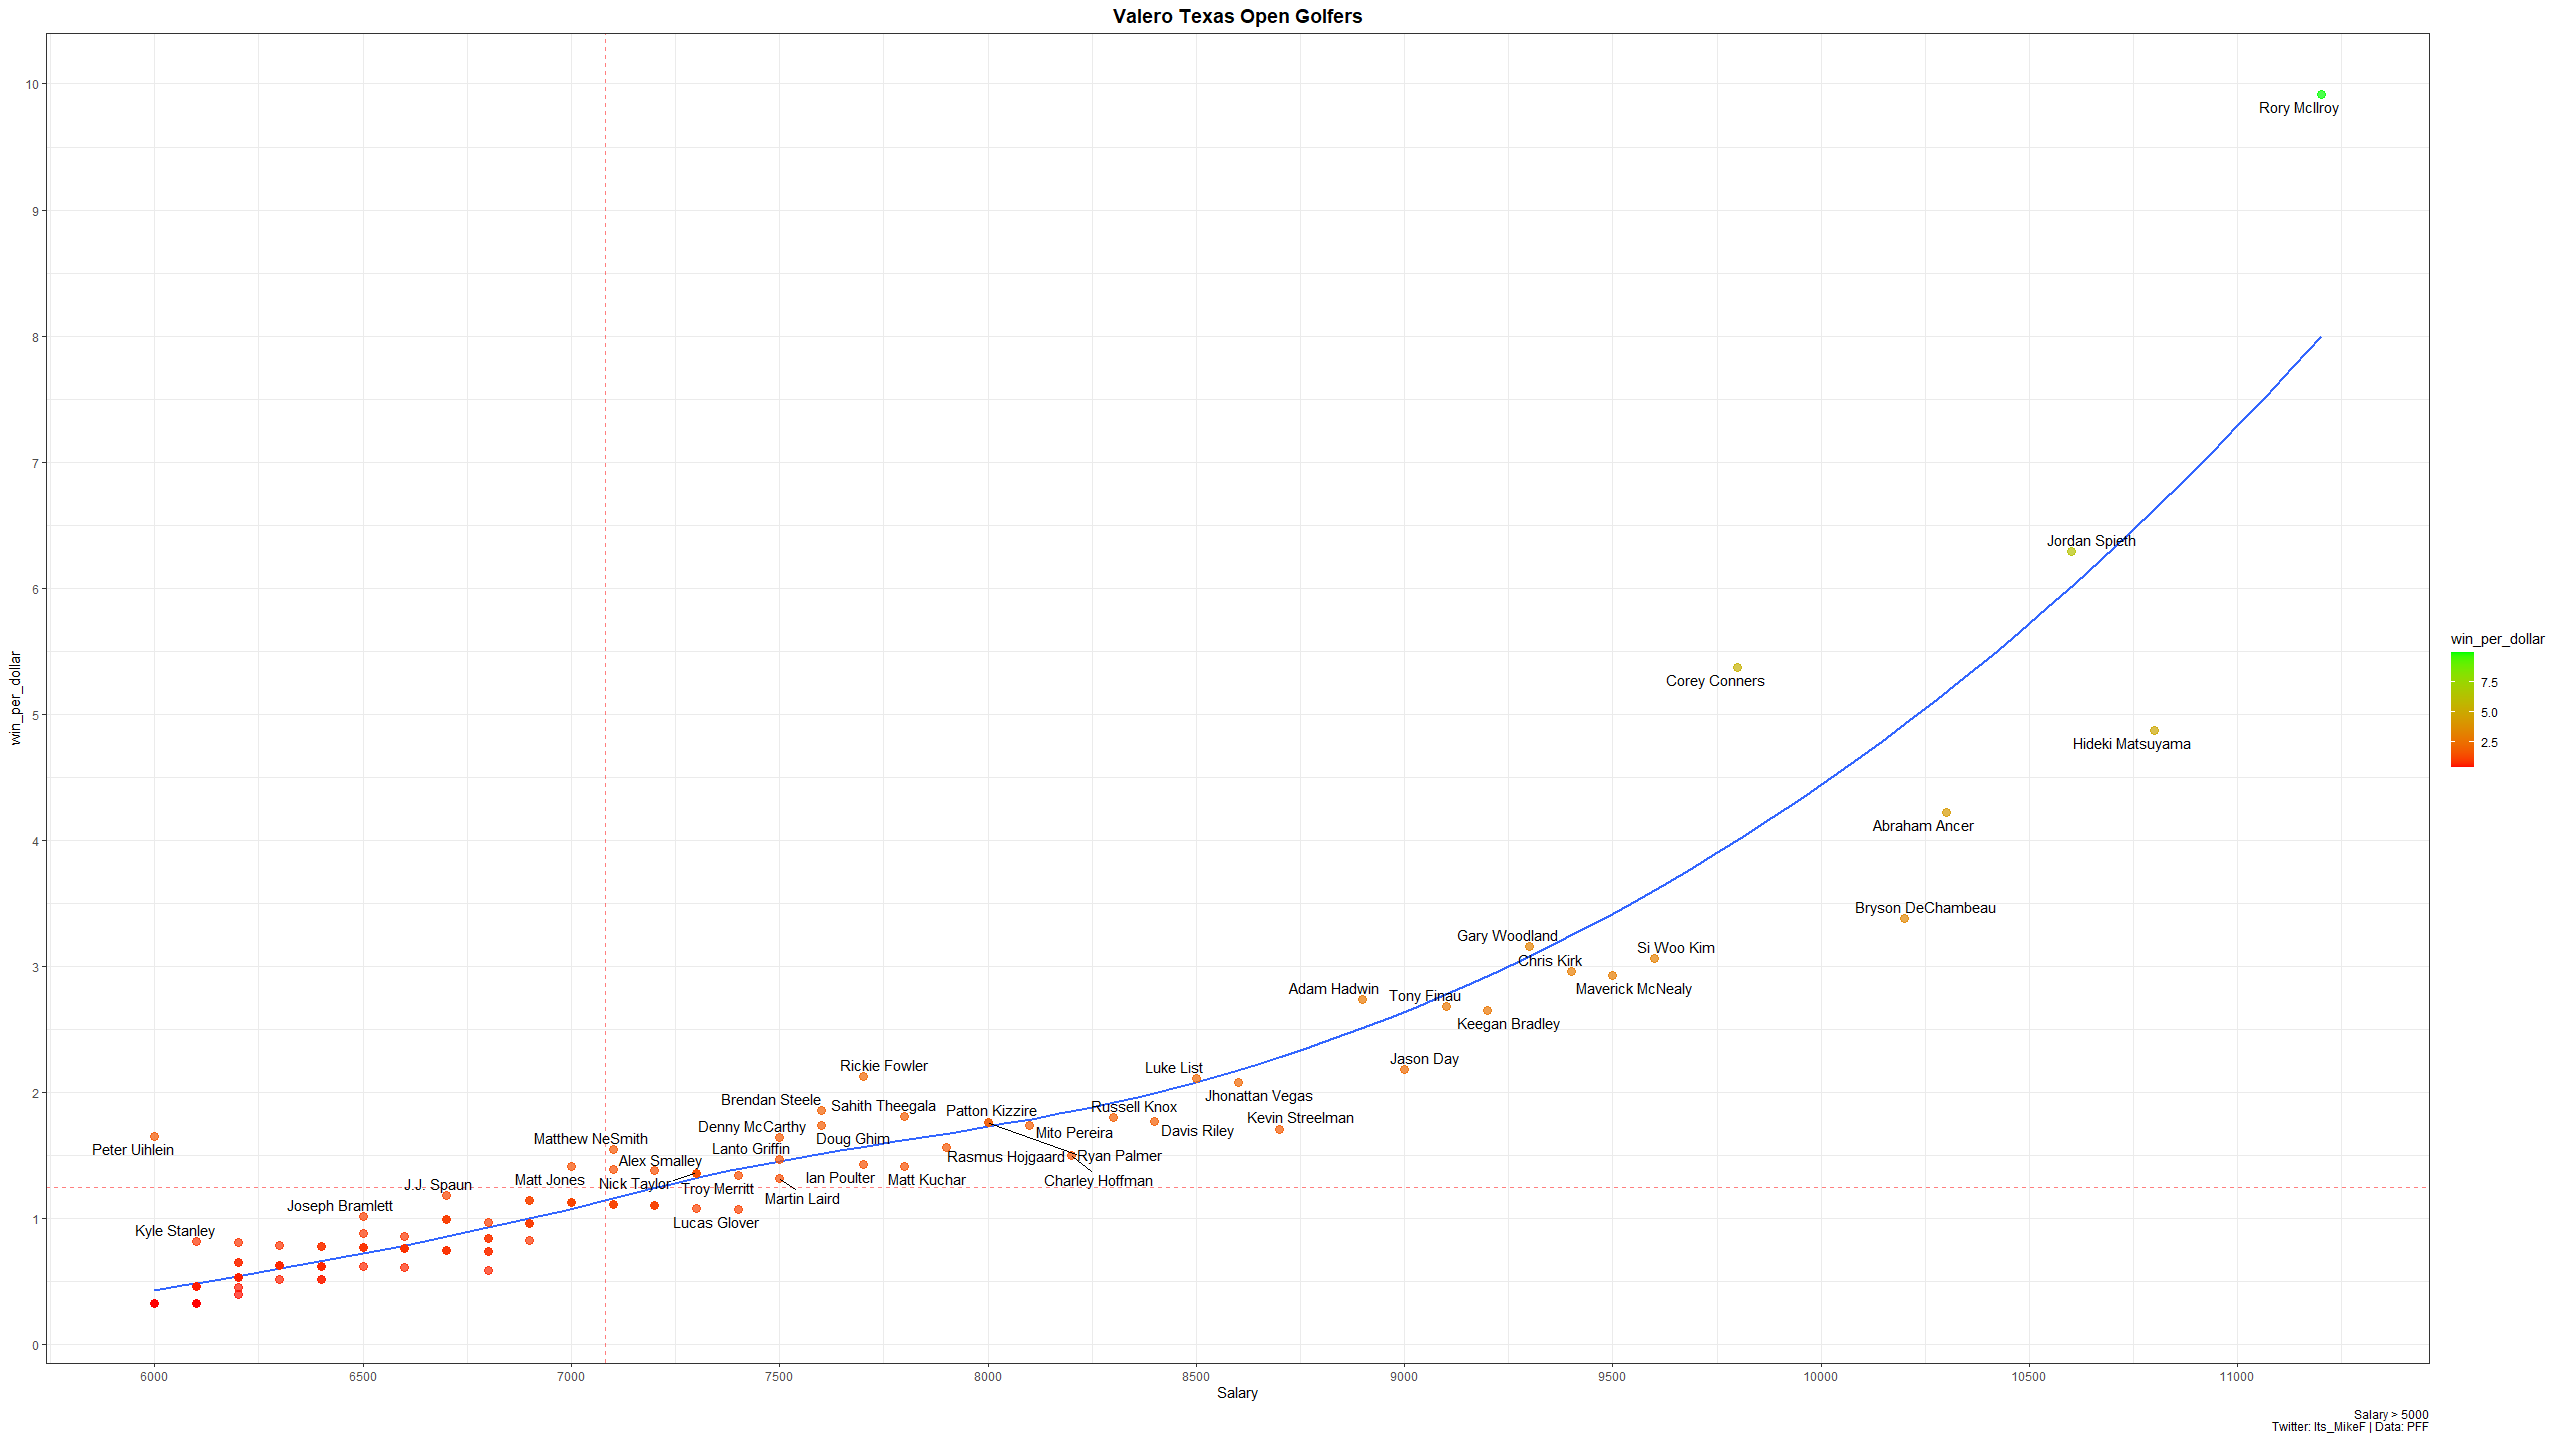 Valero Texas Open Golfers
10
Rory McIlroy
9
8
7
Jordan Spieth
6
win_per_dollar
7.5
5.0
2.5
Corey Conners
win_per_dollar
5
Hideki Matsuyama
Abraham Ancer
4
Bryson DeChambeau
Gary Woodland
Si Woo Kim
Chris Kirk
3
Adam Hadwin
Tony Finau
Maverick McNealy
Keegan Bradley
Rickie Fowler
Luke List
Jason Day
2
Brendan Steele
Sahith Theegala
Patton Kizzire
Russell Knox
Jhonattan Vegas
Kevin Streelman
Denny McCarthy
Doug Ghim
Mito Pereira
Davis Riley
Peter Uihlein
Matthew NeSmith
Lanto Griffin
Rasmus Hojgaard
Ryan Palmer
Alex Smalley
Matt Jones
Nick Taylor
Troy Merritt
Ian Poulter
Matt Kuchar
Charley Hoffman
J.J. Spaun
Martin Laird
Joseph Bramlett
1
Lucas Glover
Kyle Stanley
0
6000
6500
7000
7500
8000
8500
9000
9500
10000
10500
11000
Salary
Salary > 5000
Twitter: Its_MikeF | Data: PFF